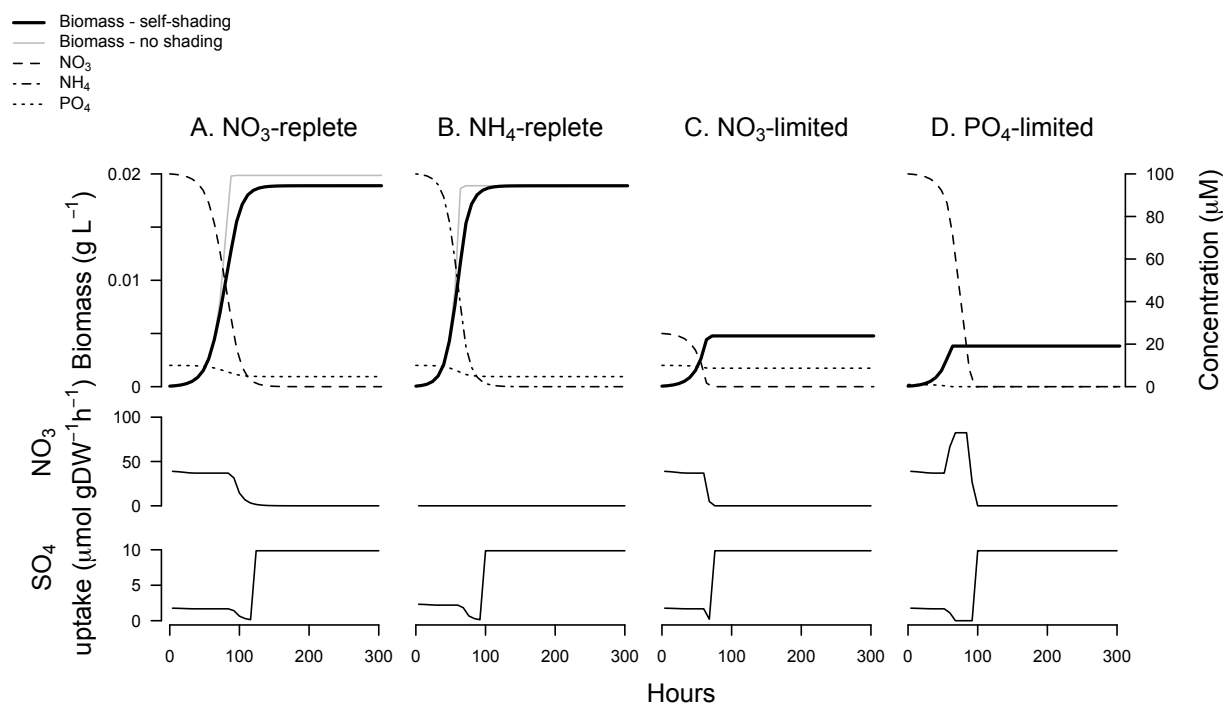 Biomass - self-shading
Biomass - no shading
NO₃
NH₄
PO₄
A. NO₃-replete
B. NH₄-replete
C. NO₃-limited
D. PO₄-limited
Biomass (g L⁻¹)
0.02
0.01
0
Concentration (μM)
100
80
60
40
20
0
NO₃
SO₄
uptake (μmol gDW⁻¹h⁻¹)
100
50
0
10
5
0
0 100 200 300
0 100 200 300
0 100 200 300
0 100 200 300
Hours